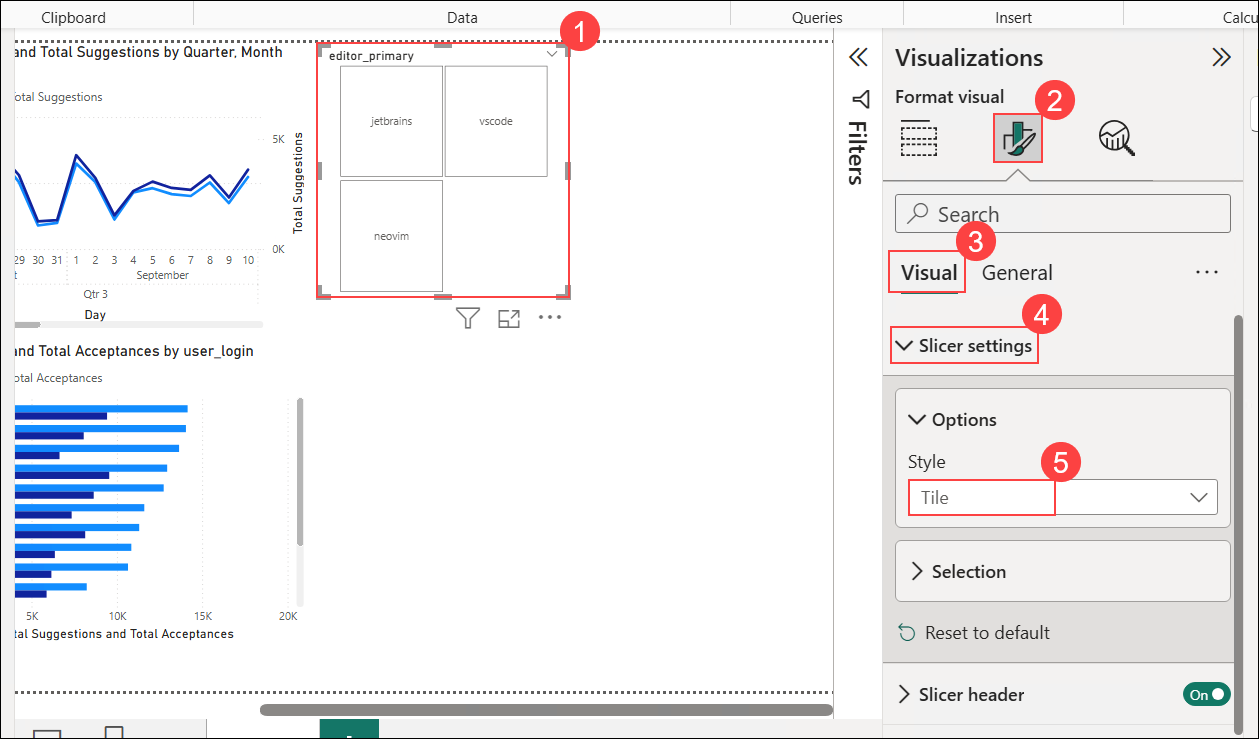 Clipboard
Data
Queries
Insert
Calcu
and Total Suggestions by Quarter, Month
otal Suggestions
5K
0K
Total Suggestions
29 30 31 1 2 3 4 5 6 7 8 9 10
t
September
Qtr 3
Day
1
editor_primary
jetbrains
vscode
neovim
and Total Acceptances by user_login
otal Acceptances
5K
10K
15K
20K
tal Suggestions and Total Acceptances
Filters
Visualizations
Format visual
2
Search
3
Visual
General
4
Slicer settings
Options
Style
5
Tile
Selection
Reset to default
Slicer header
On